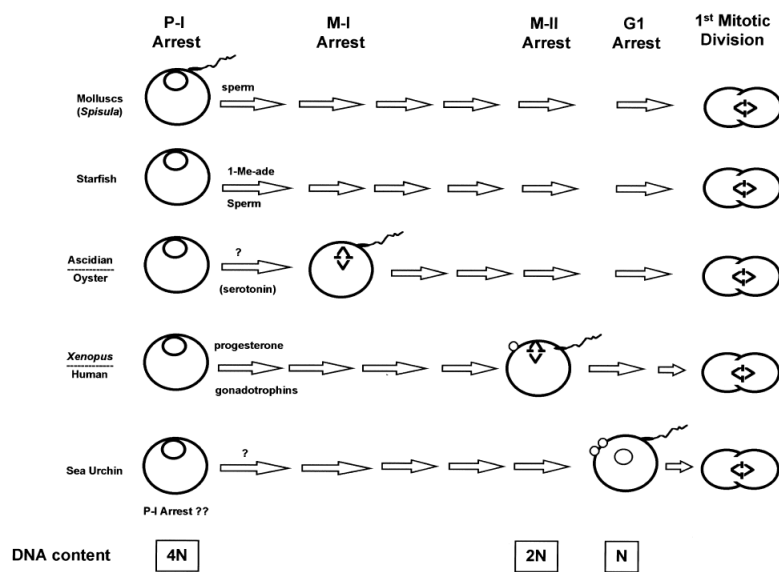 P-I
Arrest
M-I
Arrest
M-II
Arrest
G1
Arrest
1st Mitotic
Division
Molluscs
(Spisula)
sperm
Starfish
1-Me-ade
Sperm
Ascidian
Oyster
?
(serotonin)
Xenopus
Human
progesterone
gonadotrophins
Sea Urchin
?
P-I Arrest ??
DNA content
4N
2N
N